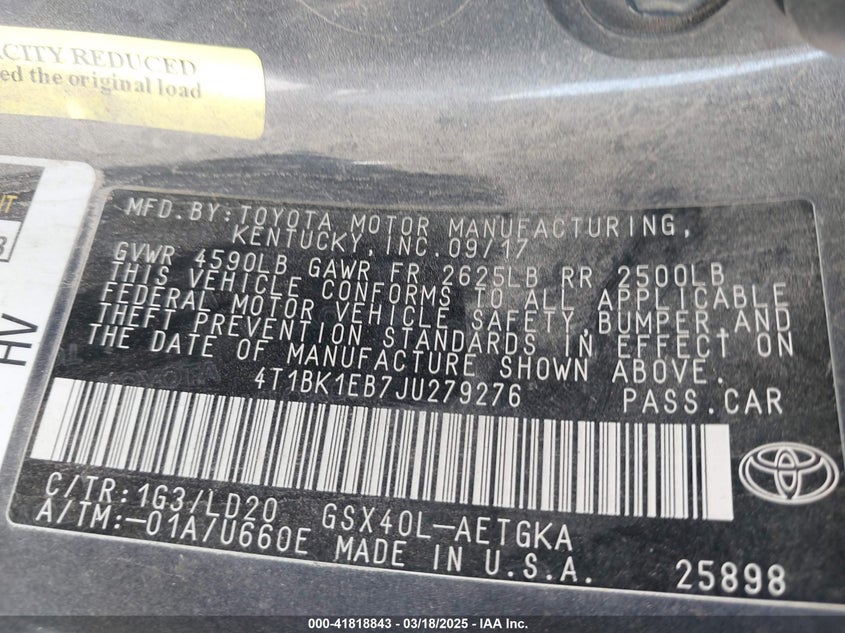 ACITY REDUCED
ed the original load
HV
MFD.BY:TOYOTA MOTOR MANUFACTURING,
KENTUCKY, INC. 09/17
GVWR 4590LB GAWR FR 2625LB RR 2500LB
THIS VEHICLE CONFORMS TO ALL APPLICABLE
FEDERAL MOTOR VEHICLE SAFETY,BUMPER,AND
THEFT PREVENTION STANDARDS IN EFFECT ON
THE DATE OF MANUFACTURE SHOWN ABOVE.
4T1BK1EB7JU279276 PASS.CAR
C/TR:1G3/LD20 GSX40L-AETGKA
A/TM:-01A/U660E MADE IN U.S.A. 25898
000-41818843 - 03/18/2025 - IAA Inc.